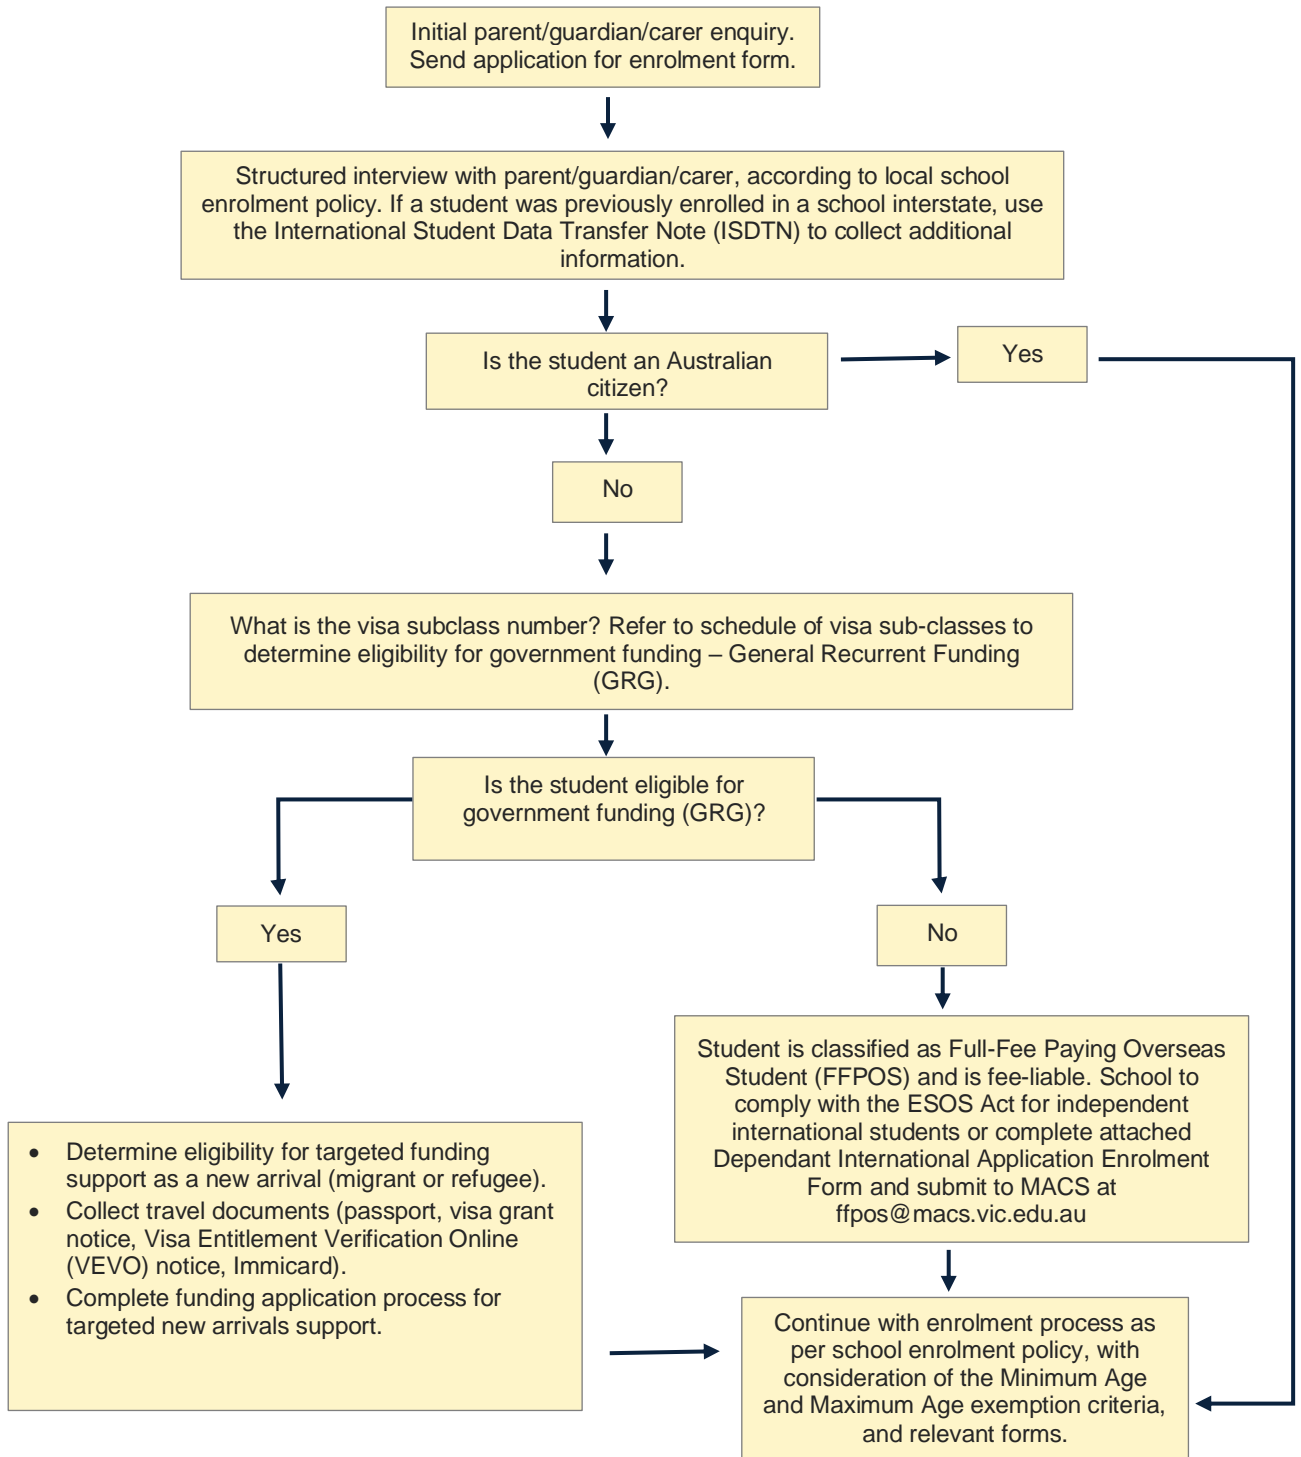 Initial parent/guardian/carer enquiry.
Send application for enrolment form.
Structured interview with parent/guardian/carer, according to local school
enrolment policy. If a student was previously enrolled in a school interstate, use
the International Student Data Transfer Note (ISDTN) to collect additional
information.
Is the student an Australian
citizen?
Yes
No
What is the visa subclass number? Refer to schedule of visa sub-classes to
determine eligibility for government funding – General Recurrent Funding
(GRG).
Is the student eligible for
government funding (GRG)?
Yes
No
Student is classified as Full-Fee Paying Overseas
Student (FFPOS) and is fee-liable. School to
comply with the ESOS Act for independent
international students or complete attached
Dependant International Application Enrolment
Form and submit to MACS at
ffpos@macs.vic.edu.au
• Determine eligibility for targeted funding
support as a new arrival (migrant or refugee).
• Collect travel documents (passport, visa grant
notice, Visa Entitlement Verification Online
(VEVO) notice, Immicard).
• Complete funding application process for
targeted new arrivals support.
Continue with enrolment process as
per school enrolment policy, with
consideration of the Minimum Age
and Maximum Age exemption criteria,
and relevant forms.